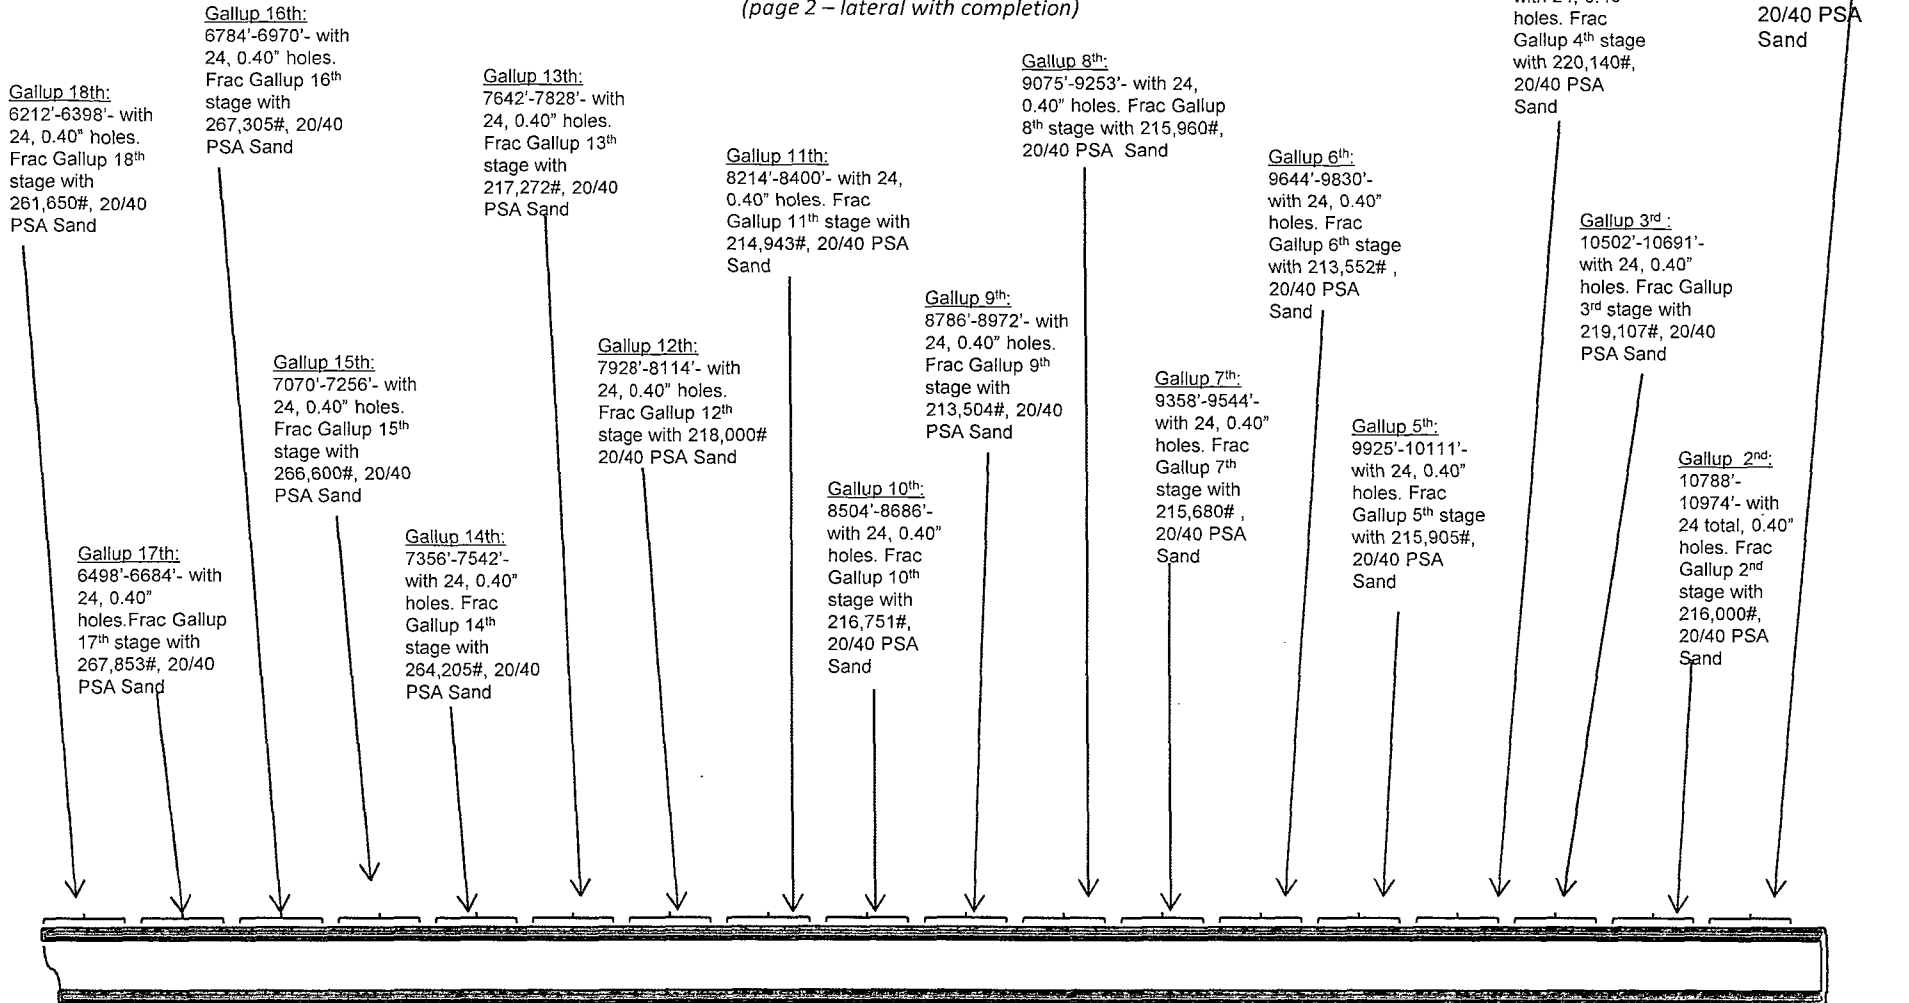 (page 2 – lateral with completion)
Gallup 18th:
6212'-6398'- with
24, 0.40" holes.
Frac Gallup 18th
stage with
261,650#, 20/40
PSA Sand
Gallup 17th:
6498'-6684'- with
24, 0.40"
holes.Frac Gallup
17th stage with
267,853#, 20/40
PSA Sand
Gallup 16th:
6784'-6970'- with
24, 0.40" holes.
Frac Gallup 16th
stage with
267,305#, 20/40
PSA Sand
Gallup 15th:
7070'-7256'- with
24, 0.40" holes.
Frac Gallup 15th
stage with
266,600#, 20/40
PSA Sand
Gallup 14th:
7356'-7542'-
with 24, 0.40"
holes. Frac
Gallup 14th
stage with
264,205#, 20/40
PSA Sand
Gallup 13th:
7642'-7828'- with
24, 0.40" holes.
Frac Gallup 13th
stage with
217,272#, 20/40
PSA Sand
Gallup 12th:
7928'-8114'- with
24, 0.40" holes.
Frac Gallup 12th
stage with 218,000#
20/40 PSA Sand
Gallup 11th:
8214'-8400'- with 24,
0.40" holes. Frac
Gallup 11th stage with
214,943#, 20/40 PSA
Sand
Gallup 10th:
8504'-8686'-
with 24, 0.40"
holes. Frac
Gallup 10th
stage with
216,751#,
20/40 PSA
Sand
Gallup 9th:
8786'-8972'- with
24, 0.40" holes.
Frac Gallup 9th
stage with
213,504#, 20/40
PSA Sand
Gallup 8th:
9075'-9253'- with 24,
0.40" holes. Frac Gallup
8th stage with 215,960#,
20/40 PSA Sand
Gallup 7th:
9358'-9544'-
with 24, 0.40"
holes. Frac
Gallup 7th
stage with
215,680# ,
20/40 PSA
Sand
Gallup 6th:
9644'-9830'-
with 24, 0.40"
holes. Frac
Gallup 6th stage
with 213,552# ,
20/40 PSA
Sand
Gallup 5th:
9925'-10111'-
with 24, 0.40"
holes. Frac
Gallup 5th stage
with 215,905#,
20/40 PSA
Sand
holes. Frac
Gallup 4th stage
with 220,140#,
20/40 PSA
Sand
Gallup 3rd :
10502'-10691'-
with 24, 0.40"
holes. Frac Gallup
3rd stage with
219,107#, 20/40
PSA Sand
Gallup 2nd:
10788'-
10974'- with
24 total, 0.40"
holes. Frac
Gallup 2nd
stage with
216,000#,
20/40 PSA
Sand
20/40 PSA
Sand